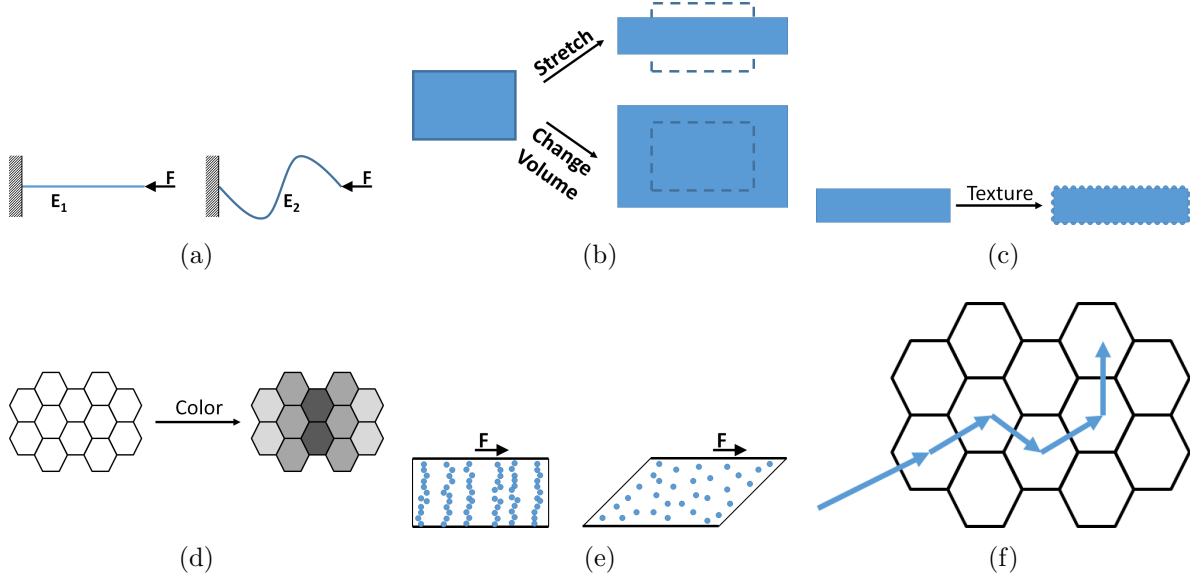 E1
F
E2
F
(a)
Stretch
Change
Volume
(b)
Texture
(c)
Color
(d)
F
F
(e)
(f)